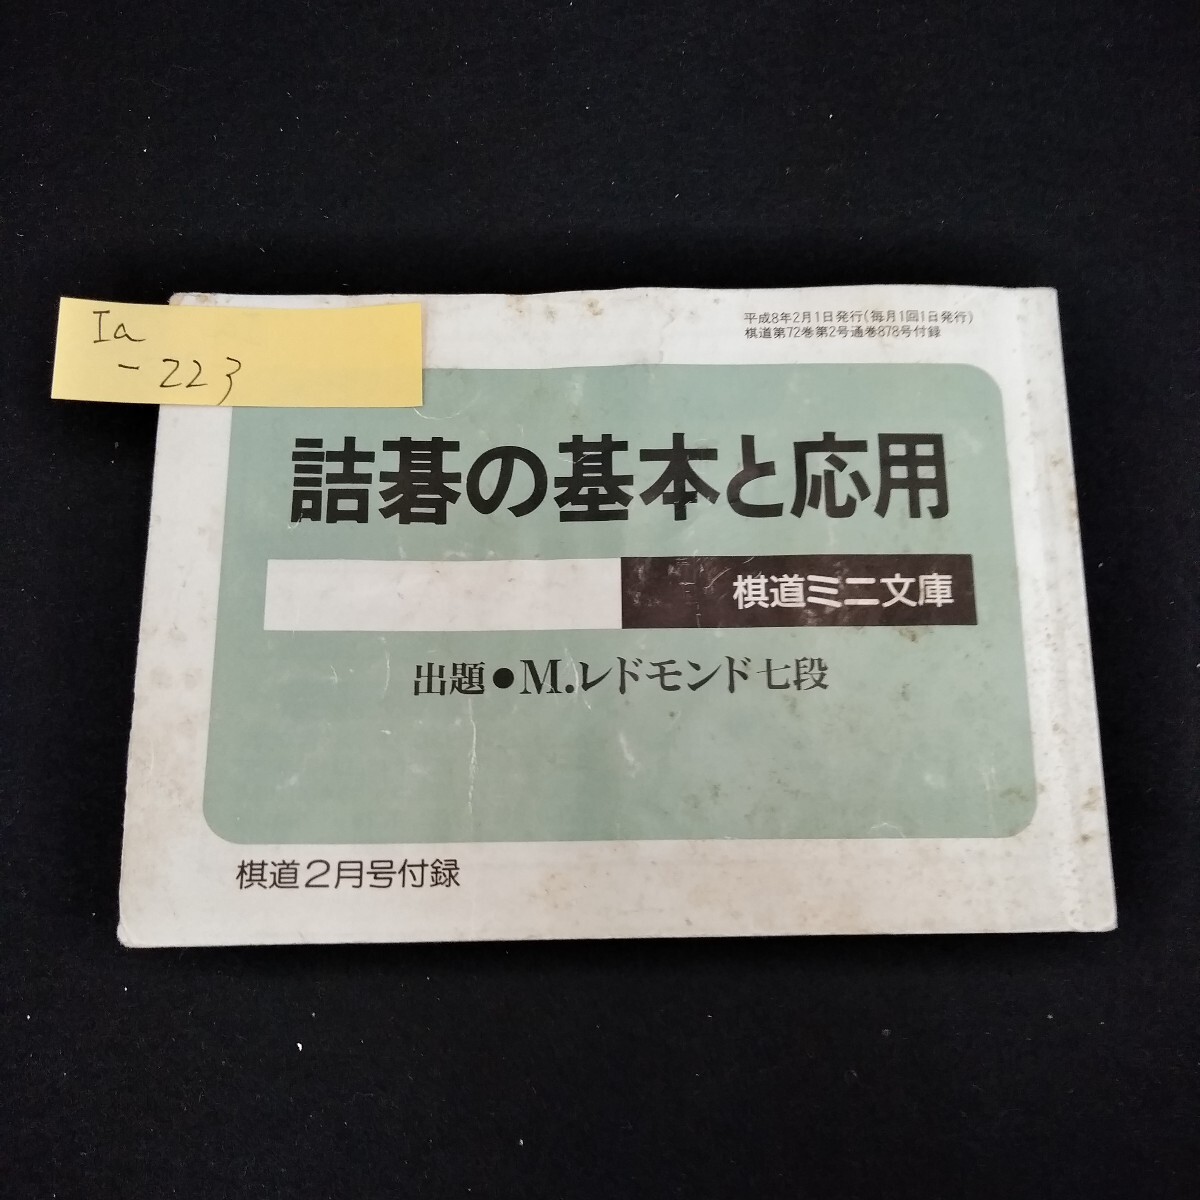 Ia
-223
平成8年2月1日発行(毎月1回1日発行)
棋道第72巻第2号通巻878号付録
詰碁の基本と応用
棋道ミニ文庫
出題●M.レドモンド七段
棋道2月号付録